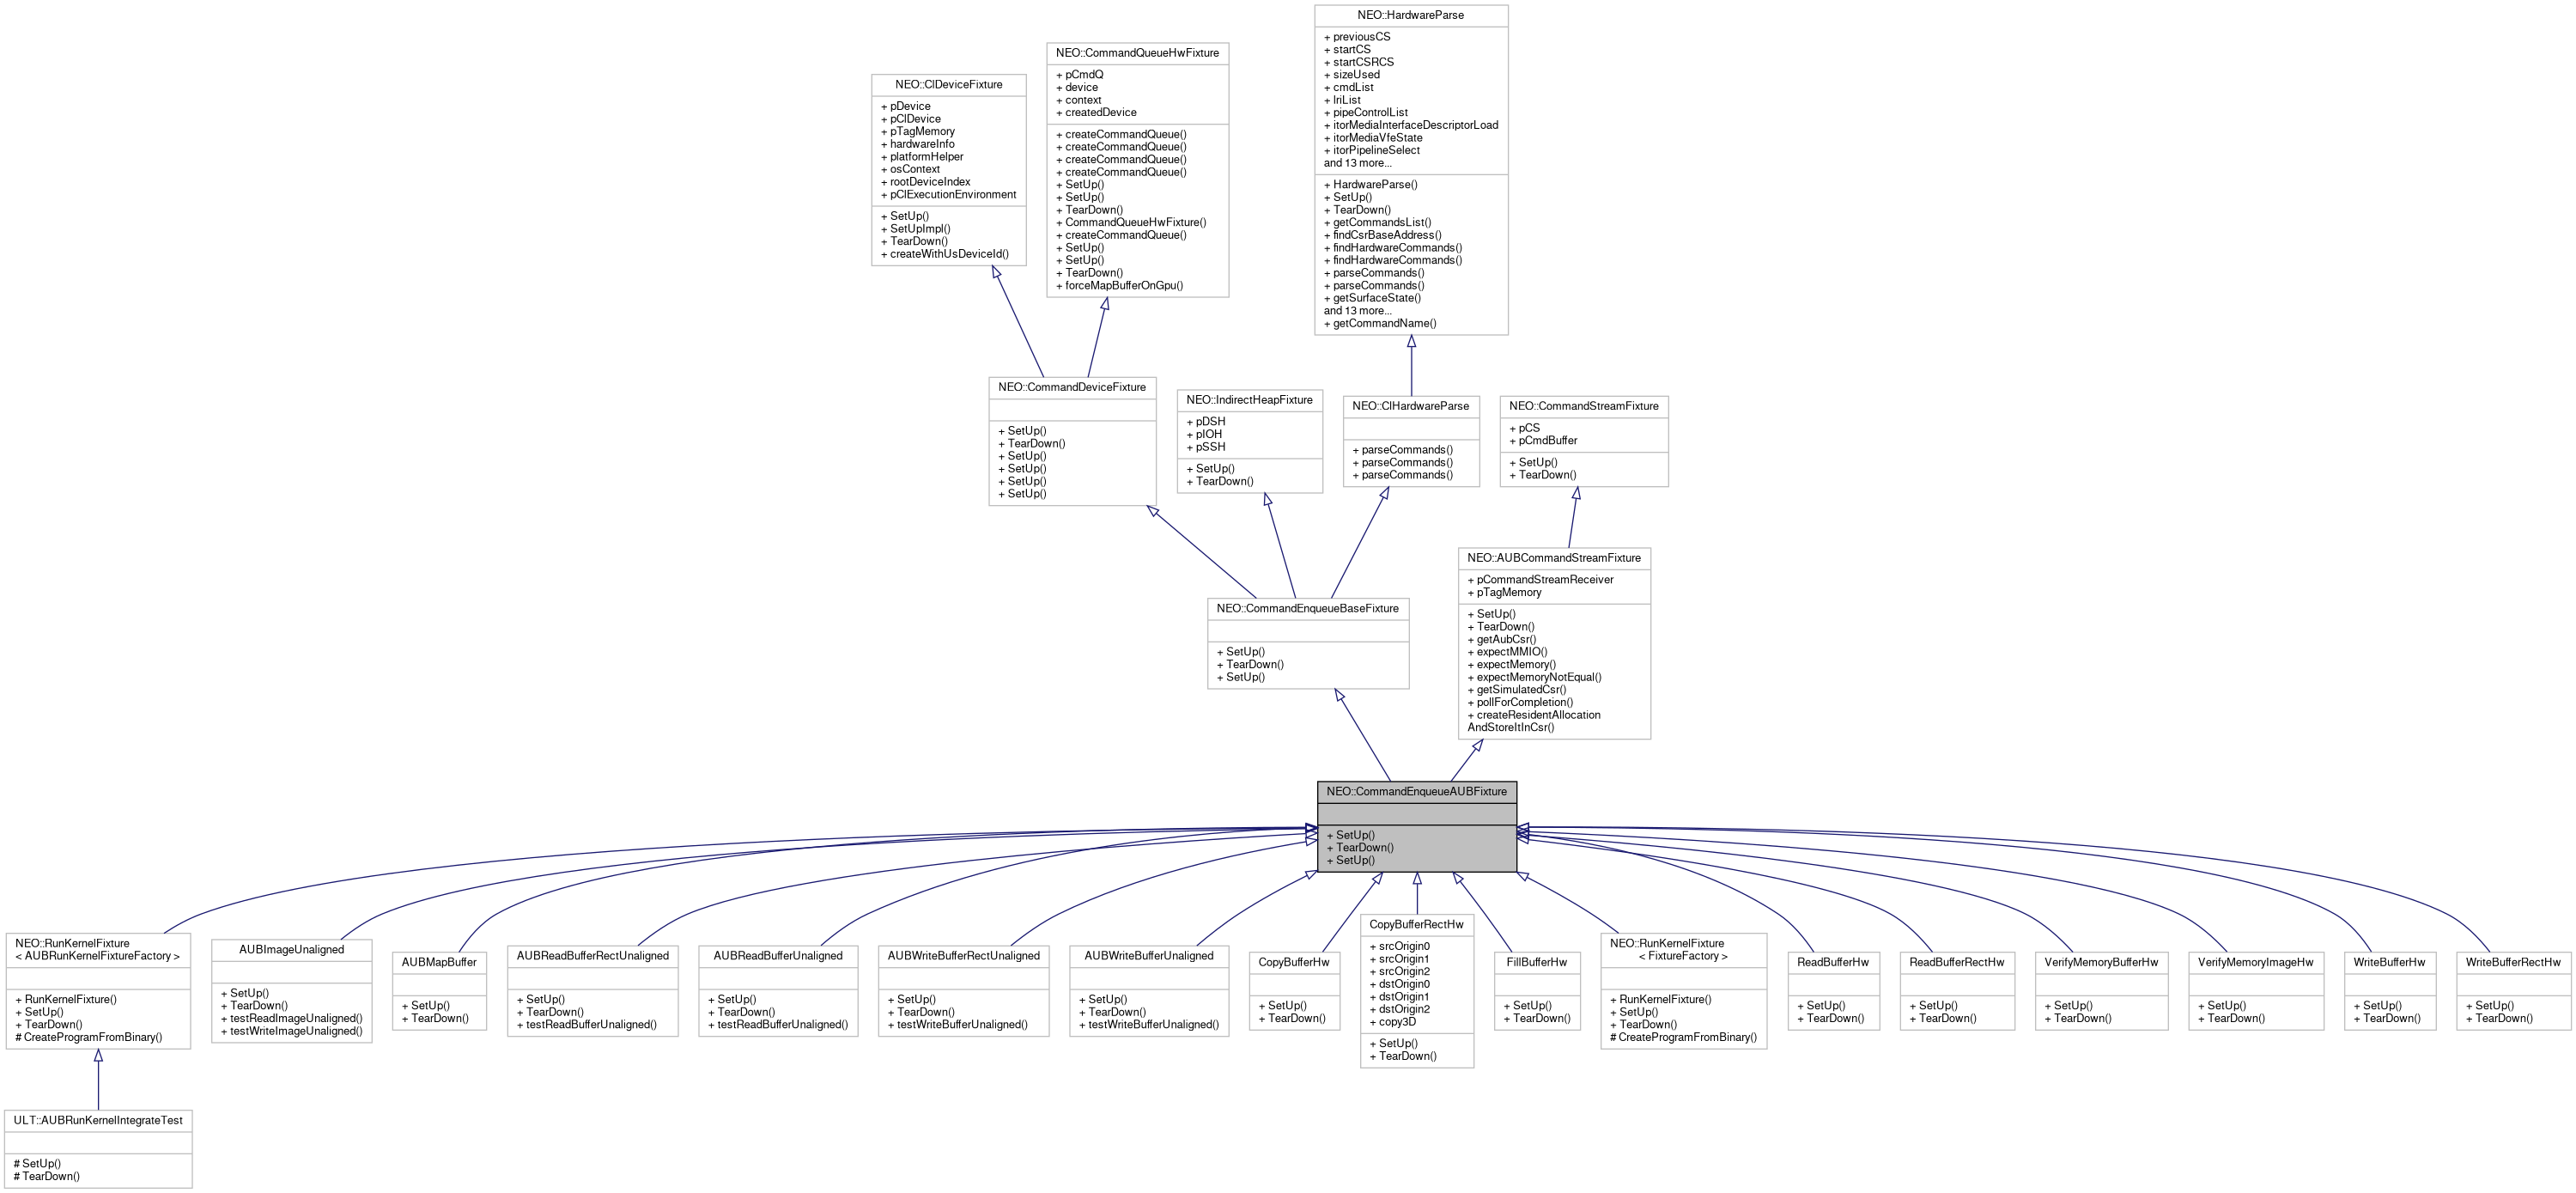 NEO::HardwareParse
+ previousCS
+ startCS
+ startCSRCS
+ sizeUsed
+ cmdList
+ lriList
+ pipeControlList
+ itorMediaInterfaceDescriptorLoad
+ itorMediaVfeState
+ itorPipelineSelect
and 13 more...
+ HardwareParse()
+ SetUp()
+ TearDown()
+ getCommandsList()
+ findCsrBaseAddress()
+ findHardwareCommands()
+ findHardwareCommands()
+ parseCommands()
+ parseCommands()
+ getSurfaceState()
and 13 more...
+ getCommandName()
NEO::CommandQueueHwFixture
+ pCmdQ
+ device
+ context
+ createdDevice
+ createCommandQueue()
+ createCommandQueue()
+ createCommandQueue()
+ createCommandQueue()
+ SetUp()
+ SetUp()
+ TearDown()
+ CommandQueueHwFixture()
+ createCommandQueue()
+ SetUp()
+ SetUp()
+ TearDown()
+ forceMapBufferOnGpu()
NEO::ClDeviceFixture
+ pDevice
+ pClDevice
+ pTagMemory
+ hardwareInfo
+ platformHelper
+ osContext
+ rootDeviceIndex
+ pClExecutionEnvironment
+ SetUp()
+ SetUpImpl()
+ TearDown()
+ createWithUsDeviceId()
NEO::CommandDeviceFixture
+ SetUp()
+ TearDown()
+ SetUp()
+ SetUp()
+ SetUp()
+ SetUp()
NEO::IndirectHeapFixture
+ pDSH
+ pIOH
+ pSSH
+ SetUp()
+ TearDown()
NEO::ClHardwareParse
+ parseCommands()
+ parseCommands()
+ parseCommands()
NEO::CommandStreamFixture
+ pCS
+ pCmdBuffer
+ SetUp()
+ TearDown()
NEO::AUBCommandStreamFixture
+ pCommandStreamReceiver
+ pTagMemory
+ SetUp()
+ TearDown()
+ getAubCsr()
+ expectMMIO()
+ expectMemory()
+ expectMemoryNotEqual()
+ getSimulatedCsr()
+ pollForCompletion()
+ createResidentAllocation
AndStoreItInCsr()
NEO::CommandEnqueueBaseFixture
+ SetUp()
+ TearDown()
+ SetUp()
NEO::CommandEnqueueAUBFixture
+ SetUp()
+ TearDown()
+ SetUp()
NEO::RunKernelFixture
< AUBRunKernelFixtureFactory >
+ RunKernelFixture()
+ SetUp()
+ TearDown()
# CreateProgramFromBinary()
AUBImageUnaligned
+ SetUp()
+ TearDown()
+ testReadImageUnaligned()
+ testWriteImageUnaligned()
AUBMapBuffer
+ SetUp()
+ TearDown()
AUBReadBufferRectUnaligned
+ SetUp()
+ TearDown()
+ testReadBufferUnaligned()
AUBReadBufferUnaligned
+ SetUp()
+ TearDown()
+ testReadBufferUnaligned()
AUBWriteBufferRectUnaligned
+ SetUp()
+ TearDown()
+ testWriteBufferUnaligned()
AUBWriteBufferUnaligned
+ SetUp()
+ TearDown()
+ testWriteBufferUnaligned()
CopyBufferHw
+ SetUp()
+ TearDown()
CopyBufferRectHw
+ srcOrigin0
+ srcOrigin1
+ srcOrigin2
+ dstOrigin0
+ dstOrigin1
+ dstOrigin2
+ copy3D
+ SetUp()
+ TearDown()
FillBufferHw
+ SetUp()
+ TearDown()
NEO::RunKernelFixture
< FixtureFactory >
+ RunKernelFixture()
+ SetUp()
+ TearDown()
# CreateProgramFromBinary()
ReadBufferHw
+ SetUp()
+ TearDown()
ReadBufferRectHw
+ SetUp()
+ TearDown()
VerifyMemoryBufferHw
+ SetUp()
+ TearDown()
VerifyMemoryImageHw
+ SetUp()
+ TearDown()
WriteBufferHw
+ SetUp()
+ TearDown()
WriteBufferRectHw
+ SetUp()
+ TearDown()
ULT::AUBRunKernelIntegrateTest
# SetUp()
# TearDown()